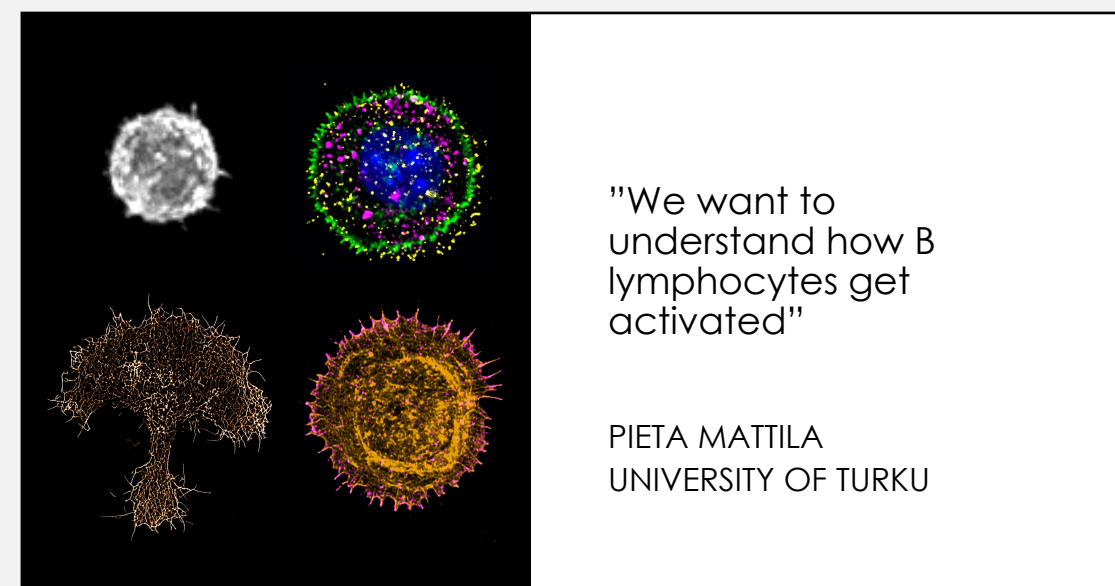 ”We want to
understand how B
lymphocytes get
activated”
PIETA MATTILA
UNIVERSITY OF TURKU